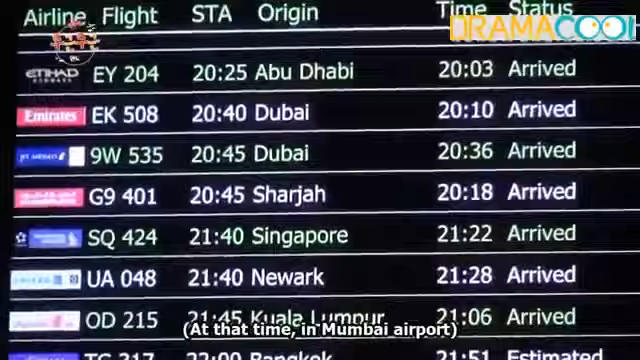 Airline Flight STA Origin Time Status
DRAMACOOL
ETIHAD EY 204 20:25 Abu Dhabi 20:03 Arrived
Emirates EK 508 20:40 Dubai 20:10 Arrived
9W 535 20:45 Dubai 20:36 Arrived
G9 401 20:45 Sharjah 20:18 Arrived
SQ 424 21:40 Singapore 21:22 Arrived
UA 048 21:40 Newark 21:28 Arrived
OD 215 21:45 Kuala Lumpur 21:06 Arrived
(At that time, in Mumbai airport)
TG 317 22:00 Bangkok 21:51 Estimated